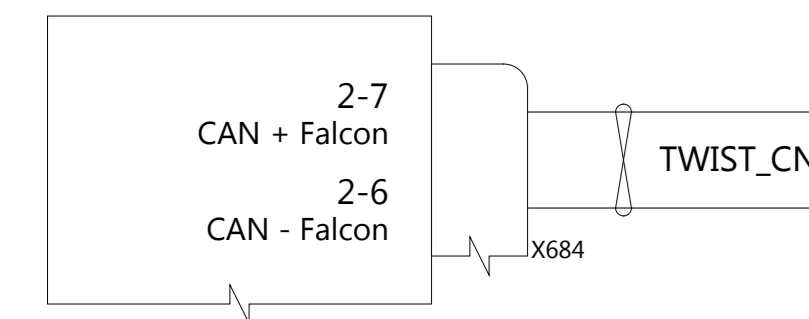 2-7
CAN + Falcon
2-6
CAN - Falcon
TWIST_CN
X684